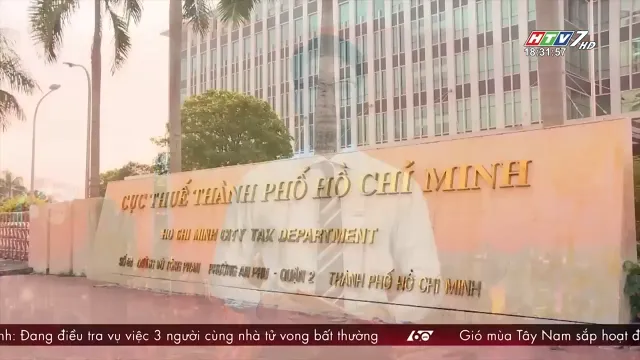 HTV7 HD
18:31:57
CỤC THUẾ THÀNH PHỐ HỒ CHÍ MINH
HO CHI MINH CITY TAX DEPARTMENT
PHƯỜNG AN PHÚ - QUẬN 2 THÀNH PHỐ HỒ CHÍ MINH
nh: Đang điều tra vụ việc 3 người cùng nhà tử vong bất thường 60 Gió mùa Tây Nam sắp hoạt đ